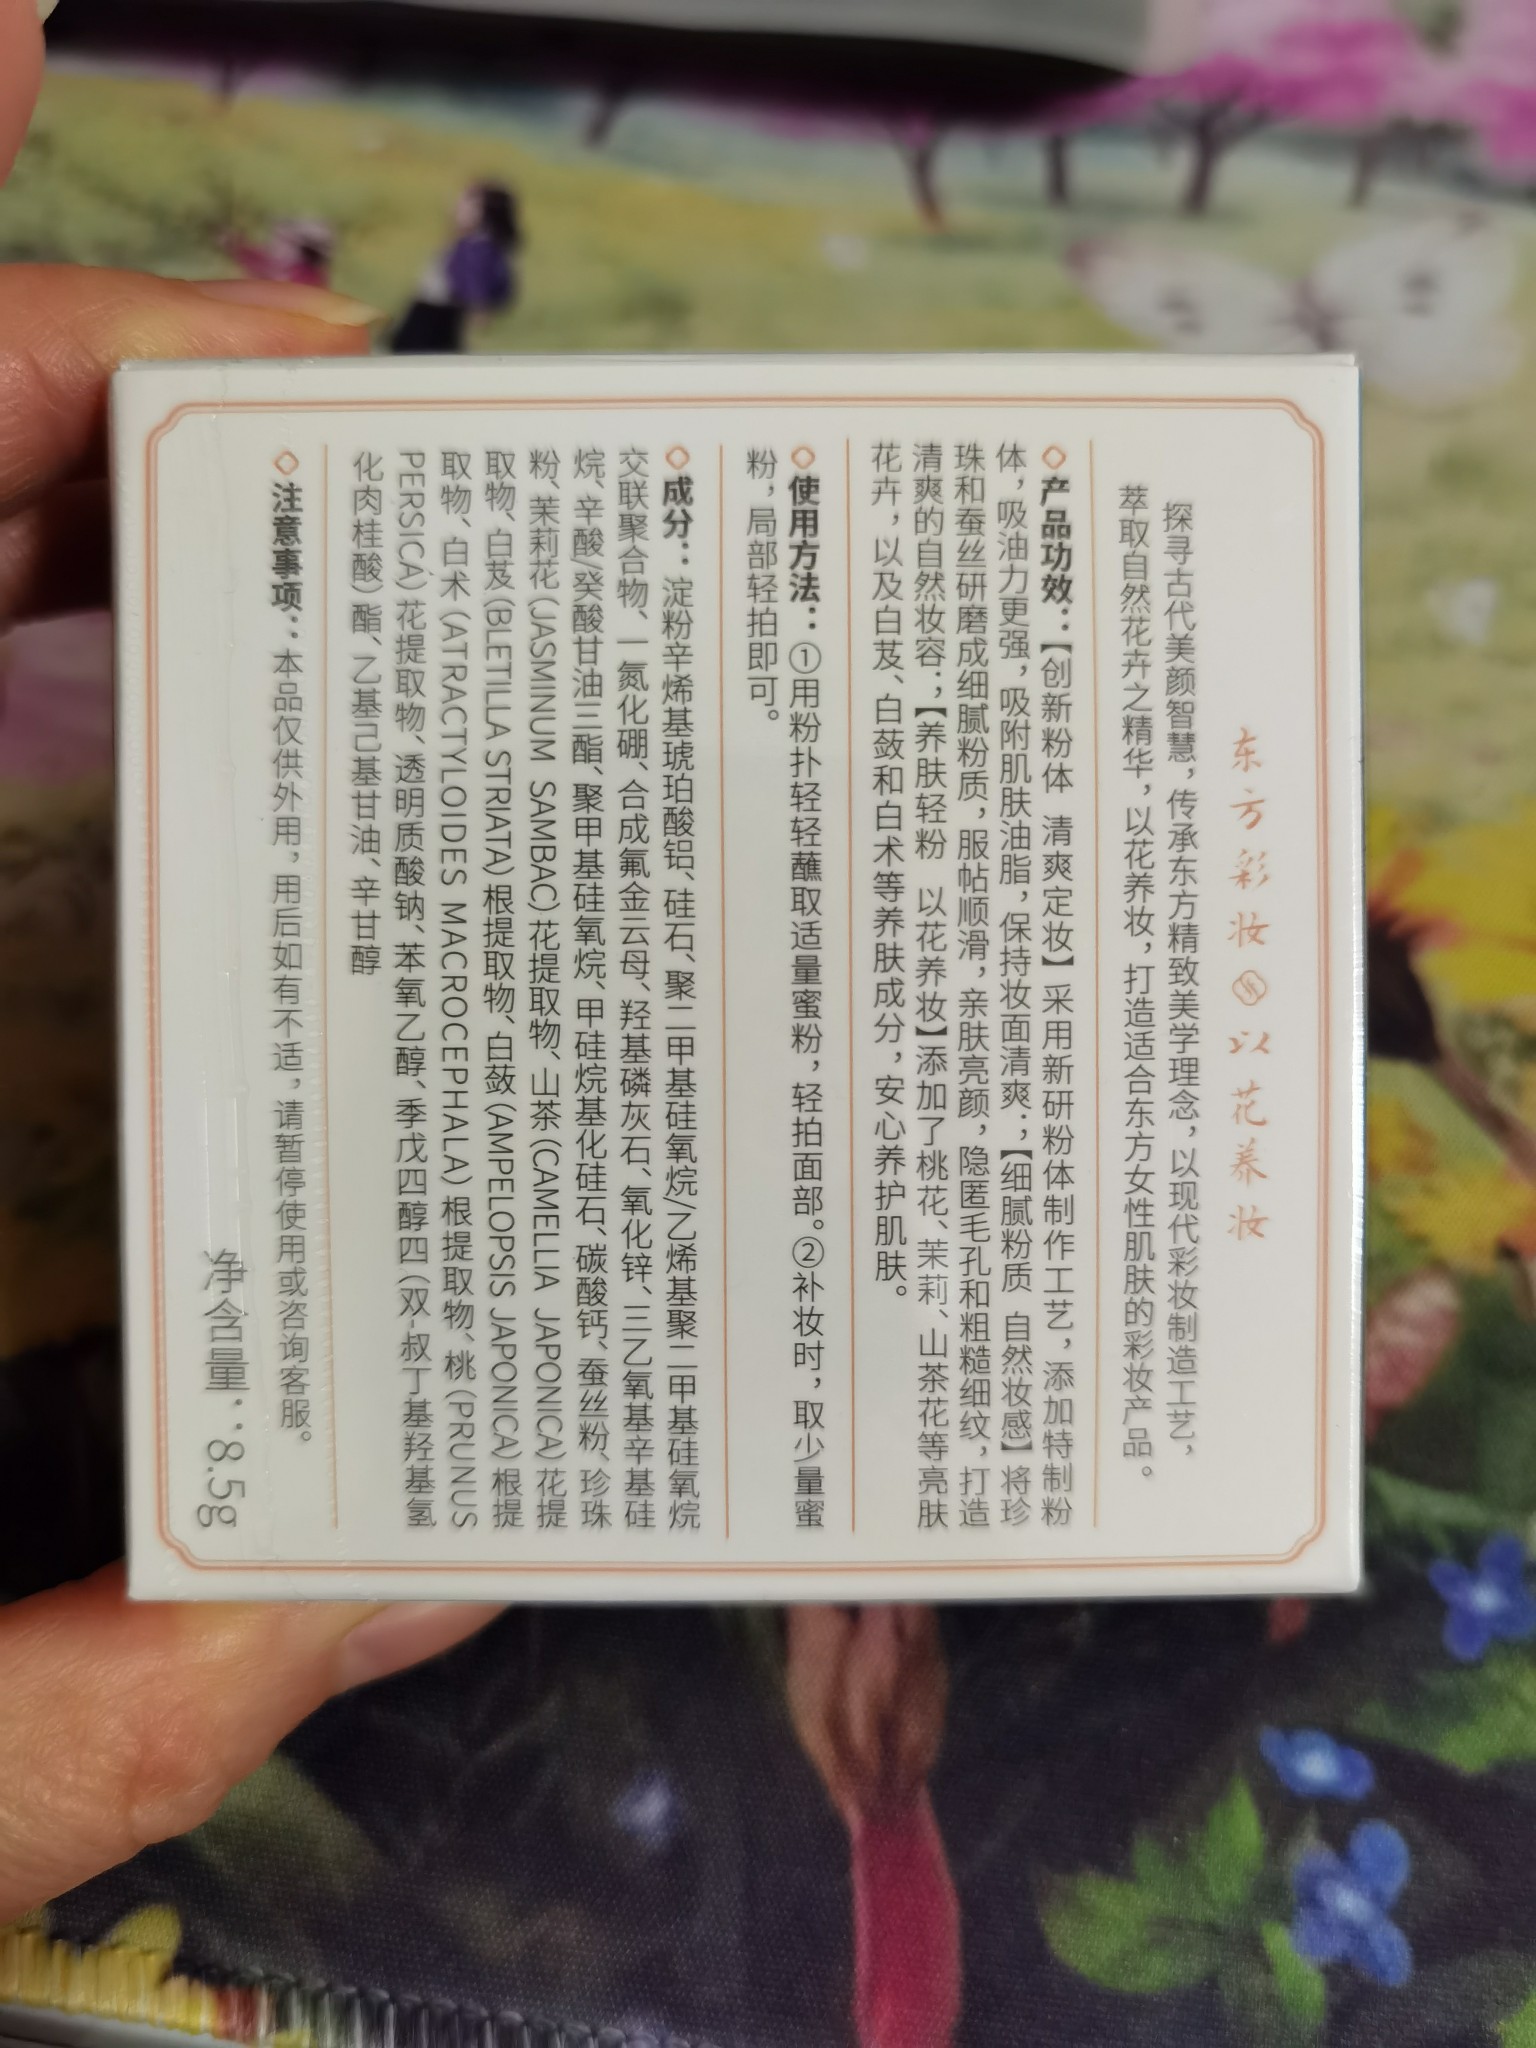 东方彩妆 以花养妆
探寻古代美颜智慧，传承东方精致美学理念，以现代彩妆制造工艺，
萃取自然花卉之精华，以花养妆，打造适合东方女性肌肤的彩妆产品。
产品功效：【创新粉体 清爽定妆】采用新研粉体制作工艺，添加特制粉
体，吸油力更强，吸附肌肤油脂，保持妆面清爽；【细腻粉质 自然妆感】将珍
珠和蚕丝研磨成细腻粉质，服帖顺滑，亲肤亮颜，隐匿毛孔和粗糙细纹，打造
清爽的自然妆容；【养肤轻粉 以花养妆】添加了桃花、茉莉、山茶花等亮肤
花卉，以及白芨、白蔹和白术等养肤成分，安心养护肌肤。
使用方法：①用粉扑轻轻蘸取适量蜜粉，轻拍面部。②补妆时，取少量蜜
粉，局部轻拍即可。
成分：淀粉辛烯基琥珀酸铝、硅石、聚二甲基硅氧烷/乙烯基聚二甲基硅氧烷
交联聚合物、一氮化硼、合成氟金云母、羟基磷灰石、氧化锌、三乙氧基辛基硅
烷、辛酸/癸酸甘油三酯、聚甲基硅氧烷、甲硅烷基化硅石、碳酸钙、蚕丝粉、珍珠
粉、茉莉花（JASMINUM SAMBAC）花提取物、山茶（CAMELLIA JAPONICA）花提
取物、白芨（BLETILLA STRIATA）根提取物、白蔹（AMPELOPSIS JAPONICA）根提
取物、白术（ATRACTYLOIDES MACROCEPHALA）根提取物、桃（PRUNUS
PERSICA）花提取物、透明质酸钠、苯氧乙醇、季戊四醇四（双-叔丁基羟基氢
化肉桂酸）酯、乙基己基甘油、辛甘醇
注意事项：本品仅供外用，用后如有不适，请暂停使用或咨询客服。
净含量：8.5g